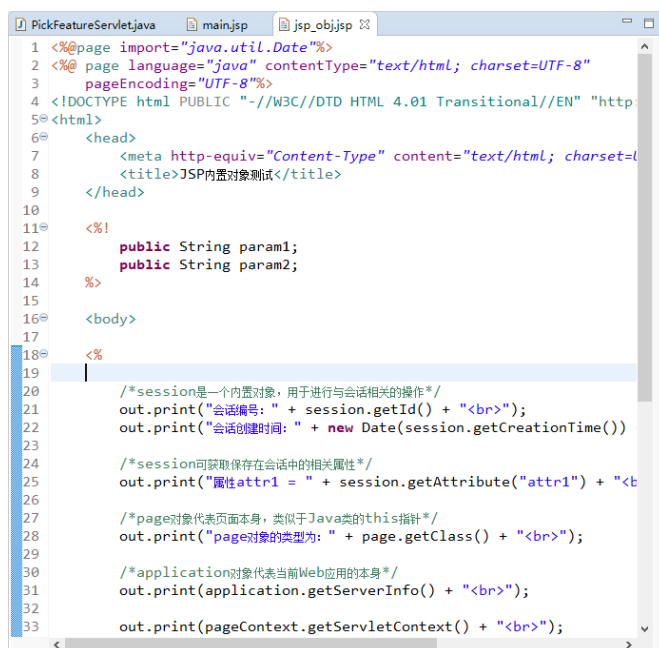 PickFeatureServlet.java main.jsp jsp_obj.jsp
1 <%@page import="java.util.Date"%>
2 <%@ page language="java" contentType="text/html; charset=UTF-8"
3 pageEncoding="UTF-8"%>
4 <!DOCTYPE html PUBLIC "-//W3C//DTD HTML 4.01 Transitional//EN" "http:
5 <html>
6 <head>
7 <meta http-equiv="Content-Type" content="text/html; charset=U
8 <title>JSP内置对象测试</title>
9 </head>
10
11 <%!
12 public String param1;
13 public String param2;
14 %>
15
16 <body>
17
18 <%
19
20 /*session是一个内置对象，用于进行与会话相关的操作*/
21 out.print("会话编号：" + session.getId() + "<br>");
22 out.print("会话创建时间：" + new Date(session.getCreationTime())
23
24 /*session可获取保存在会话中的相关属性*/
25 out.print("属性attr1 = " + session.getAttribute("attr1") + "<b
26
27 /*page对象代表页面本身，类似于Java类的this指针*/
28 out.print("page对象的类型为：" + page.getClass() + "<br>");
29
30 /*application对象代表当前Web应用的本身*/
31 out.print(application.getServerInfo() + "<br>");
32
33 out.print(pageContext.getServletContext() + "<br>");